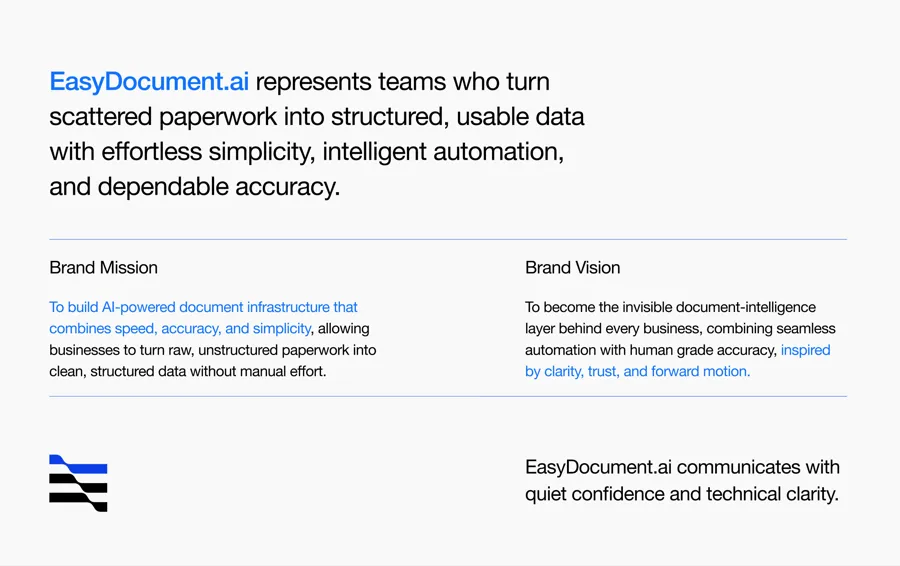 EasyDocument.ai represents teams who turn
scattered paperwork into structured, usable data
with effortless simplicity, intelligent automation,
and dependable accuracy.
Brand Mission
To build AI-powered document infrastructure that
combines speed, accuracy, and simplicity, allowing
businesses to turn raw, unstructured paperwork into
clean, structured data without manual effort.
Brand Vision
To become the invisible document-intelligence
layer behind every business, combining seamless
automation with human grade accuracy, inspired
by clarity, trust, and forward motion.
EasyDocument.ai communicates with
quiet confidence and technical clarity.